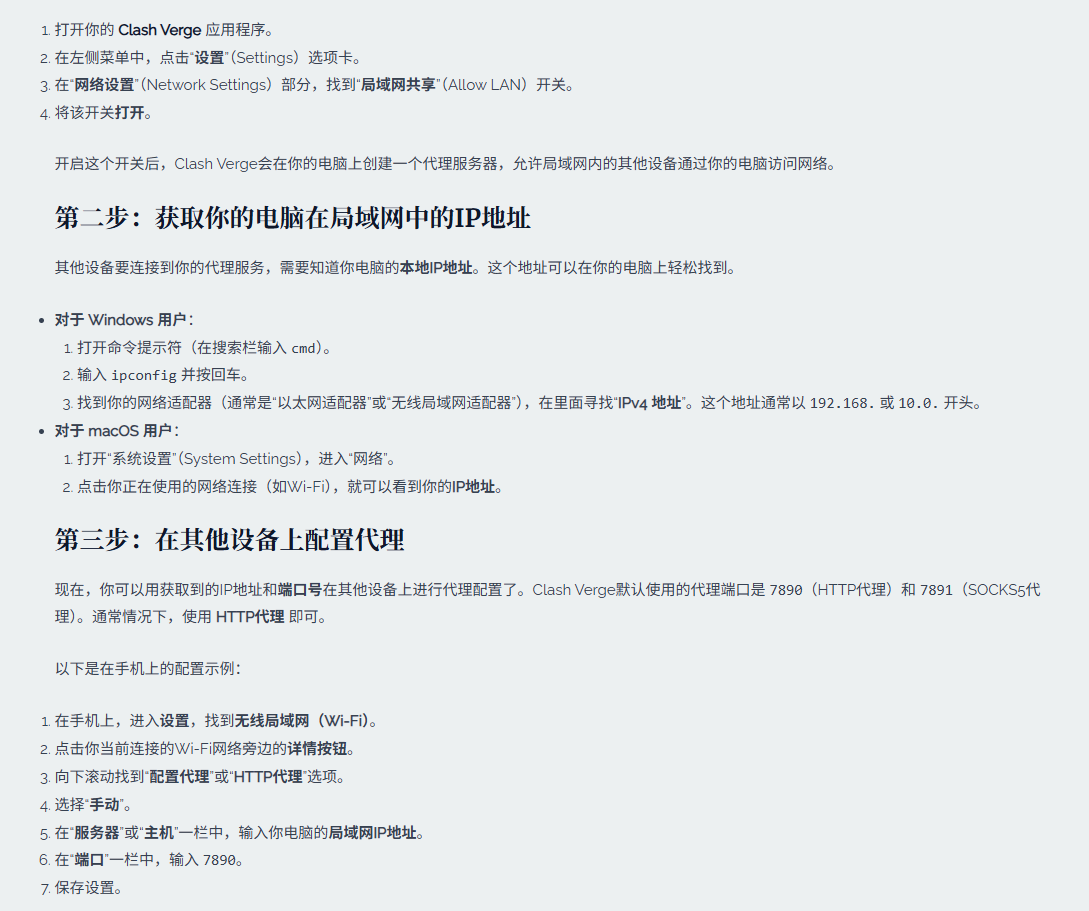 1. 打开你的 Clash Verge 应用程序。
2. 在左侧菜单中，点击“设置”（Settings）选项卡。
3. 在“网络设置”（Network Settings）部分，找到“局域网共享”（Allow LAN）开关。
4. 将该开关打开。
开启这个开关后，Clash Verge会在你的电脑上创建一个代理服务器，允许局域网内的其他设备通过你的电脑访问网络。
第二步：获取你的电脑在局域网中的IP地址
其他设备要连接到你的代理服务，需要知道你电脑的本地IP地址。这个地址可以在你的电脑上轻松找到。
• 对于 Windows 用户：
1. 打开命令提示符（在搜索栏输入 cmd）。
2. 输入 ipconfig 并按回车。
3. 找到你的网络适配器（通常是“以太网适配器”或“无线局域网适配器”），在里面寻找“IPv4 地址”。这个地址通常以 192.168. 或 10.0. 开头。
• 对于 macOS 用户：
1. 打开“系统设置”（System Settings），进入“网络”。
2. 点击你正在使用的网络连接（如Wi-Fi），就可以看到你的IP地址。
第三步：在其他设备上配置代理
现在，你可以用获取到的IP地址和端口号在其他设备上进行代理配置了。Clash Verge默认使用的代理端口是 7890（HTTP代理）和 7891（SOCKS5代
理）。通常情况下，使用 HTTP代理 即可。
以下是在手机上的配置示例：
1. 在手机上，进入设置，找到无线局域网（Wi-Fi）。
2. 点击你当前连接的Wi-Fi网络旁边的详情按钮。
3. 向下滚动找到“配置代理”或“HTTP代理”选项。
4. 选择“手动”。
5. 在“服务器”或“主机”一栏中，输入你电脑的局域网IP地址。
6. 在“端口”一栏中，输入 7890。
7. 保存设置。